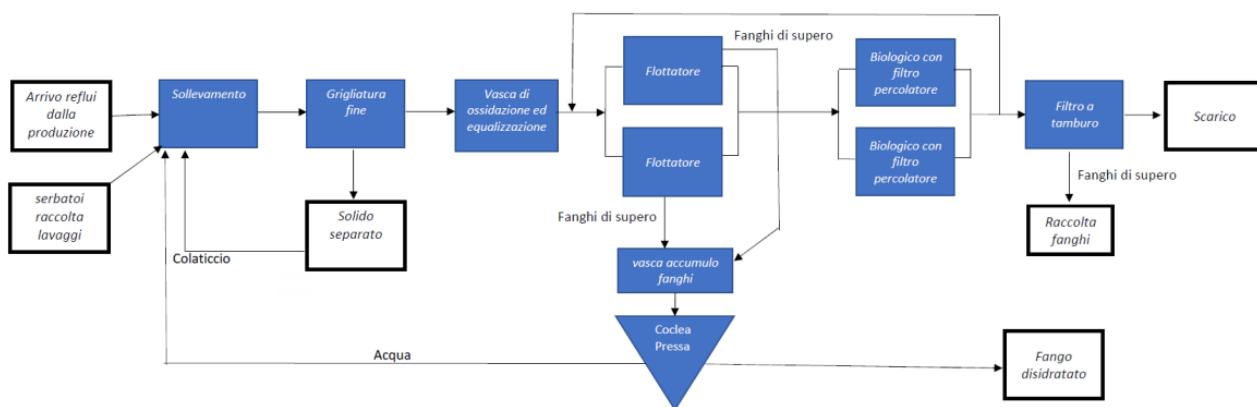 Fanghi di supero
Arrivo reflui
dalla
produzione
Sollevamento
Grigliatura
fine
Vasca di
ossidazione ed
equalizzazione
Flottatore
Biologico con
filtro
percolatore
Filtro a
tamburo
Scarico
Flottatore
Biologico con
filtro
percolatore
Fanghi di supero
serbatoi
raccolta
lavaggi
Solido
separato
Fanghi di supero
Raccolta
fanghi
Colaticcio
vasca accumulo
fanghi
Coclea
Pressa
Acqua
Fango
disidratato